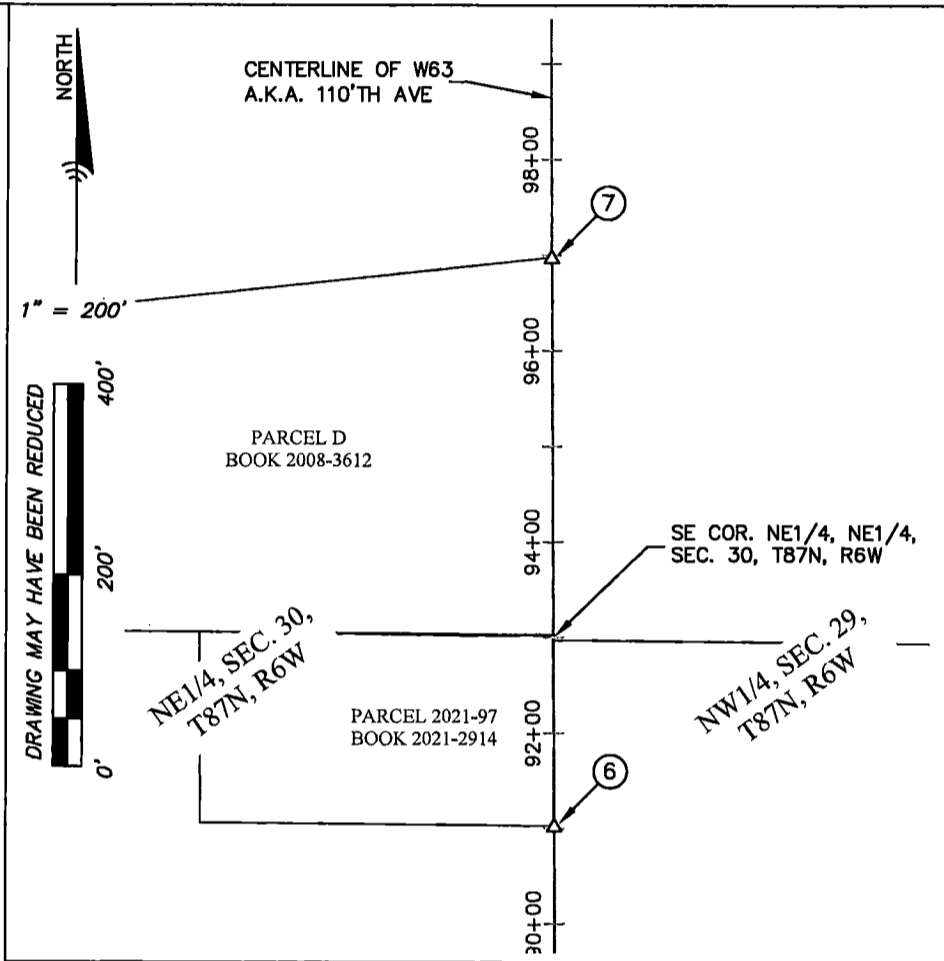 NORTH
CENTERLINE OF W63
A.K.A. 110'TH AVE
98+00
7
1" = 200'
96+00
DRAWING MAY HAVE BEEN REDUCED
400'
200'
0'
PARCEL D
BOOK 2008-3612
94+00
SE COR. NE1/4, NE1/4,
SEC. 30, T87N, R6W
NE1/4, SEC. 30,
T87N, R6W
NW1/4, SEC. 29,
T87N, R6W
PARCEL 2021-97
BOOK 2021-2914
92+00
6
90+00